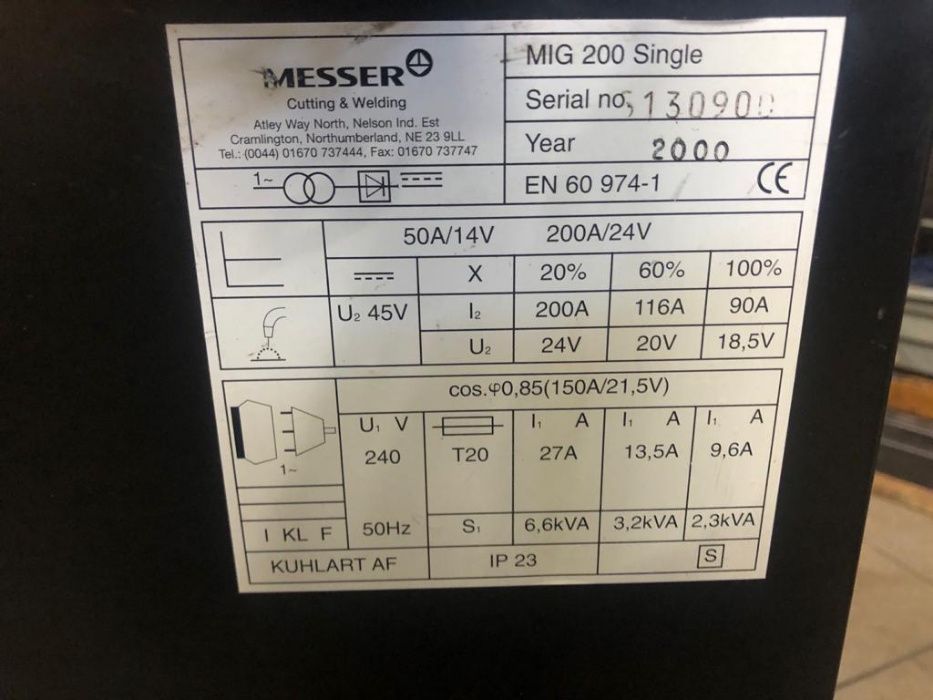 MESSER
Cutting & Welding
Atley Way North, Nelson Ind. Est
Cramlington, Northumberland, NE 23 9LL
Tel.: (0044) 01670 737444, Fax: 01670 737747
MIG 200 Single
Serial no.
Year 2000
EN 60 974-1 CE
1~
50A/14V 200A/24V
X 20% 60% 100%
U₂ 45V I₂ 200A 116A 90A
U₂ 24V 20V 18,5V
cos.φ0,85(150A/21,5V)
U₁ V I₁ A I₁ A I₁ A
1~ 240 T20 27A 13,5A 9,6A
I KL F 50Hz S₁ 6,6kVA 3,2kVA 2,3kVA
KUHLART AF IP 23 S